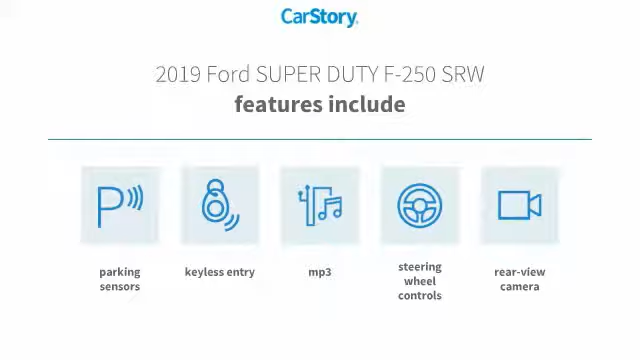 CarStory
2019 Ford SUPER DUTY F-250 SRW
features include
parking
sensors
keyless entry
mp3
steering
wheel
controls
rear-view
camera